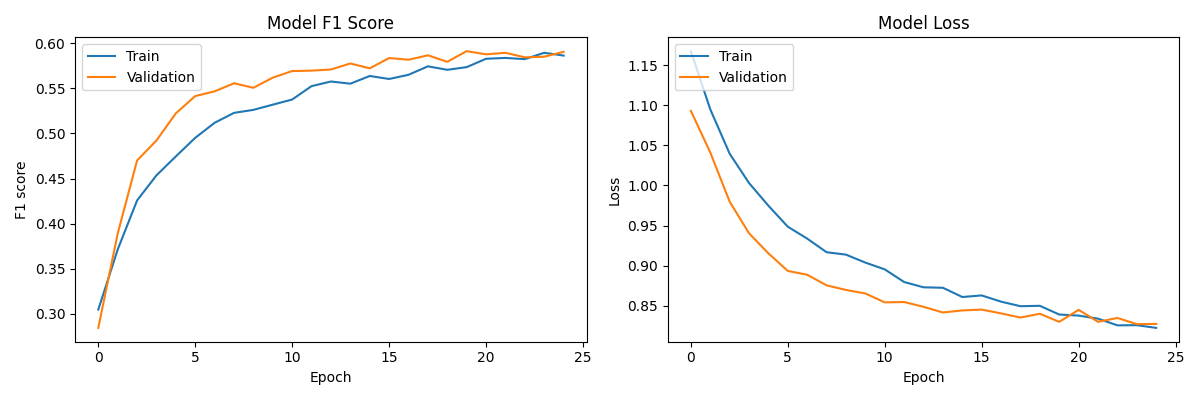 Model F1 Score
Train
Validation
0.60
0.55
0.50
0.45
0.40
0.35
0.30
F1 score
0 5 10 15 20 25
Epoch
Model Loss
Train
Validation
1.15
1.10
1.05
1.00
0.95
0.90
0.85
Loss
0 5 10 15 20 25
Epoch